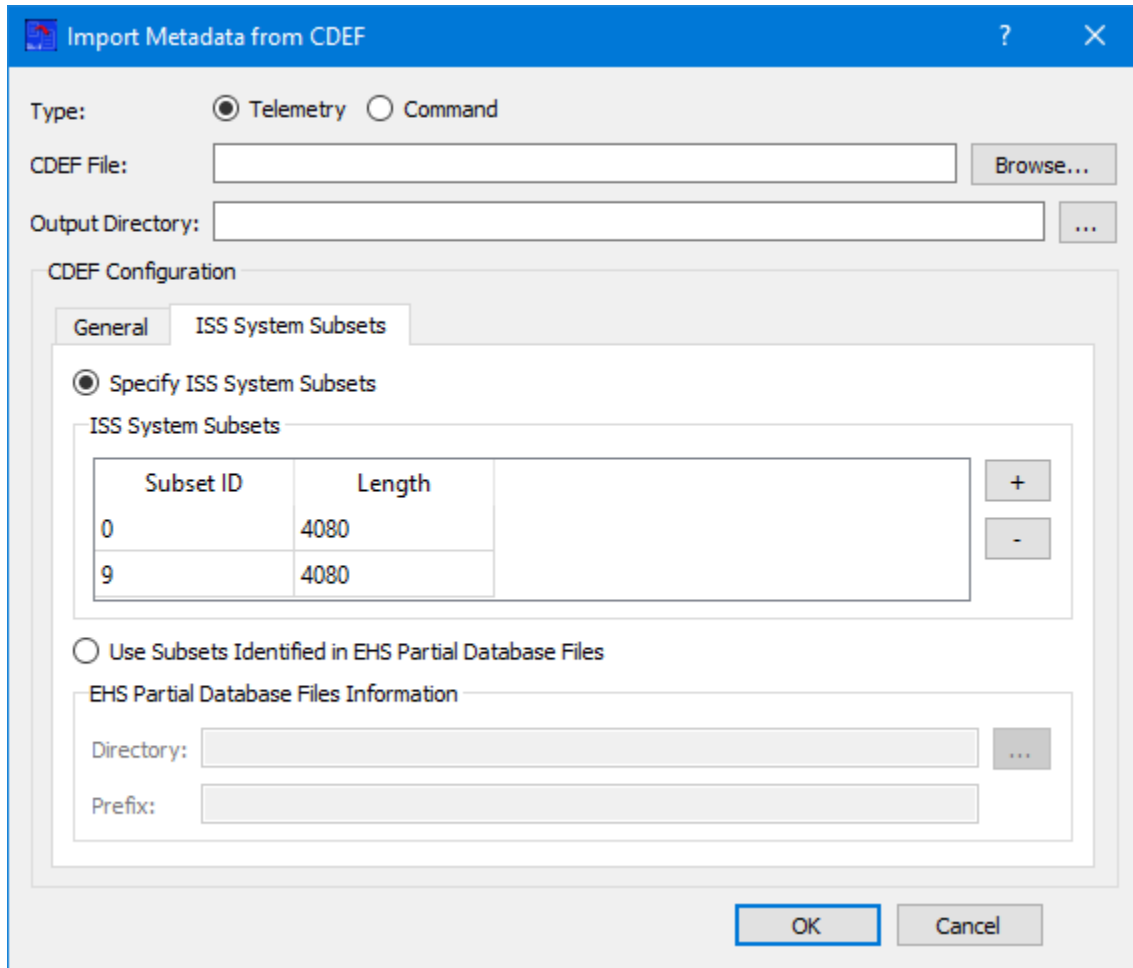 Import Metadata from CDEF ?
Type: Telemetry Command
CDEF File: Browse...
Output Directory: ...
CDEF Configuration
General ISS System Subsets
Specify ISS System Subsets
ISS System Subsets
Subset ID Length +
0 4080
-
9 4080
Use Subsets Identified in EHS Partial Database Files
EHS Partial Database Files Information
Directory: ...
Prefix:
OK Cancel